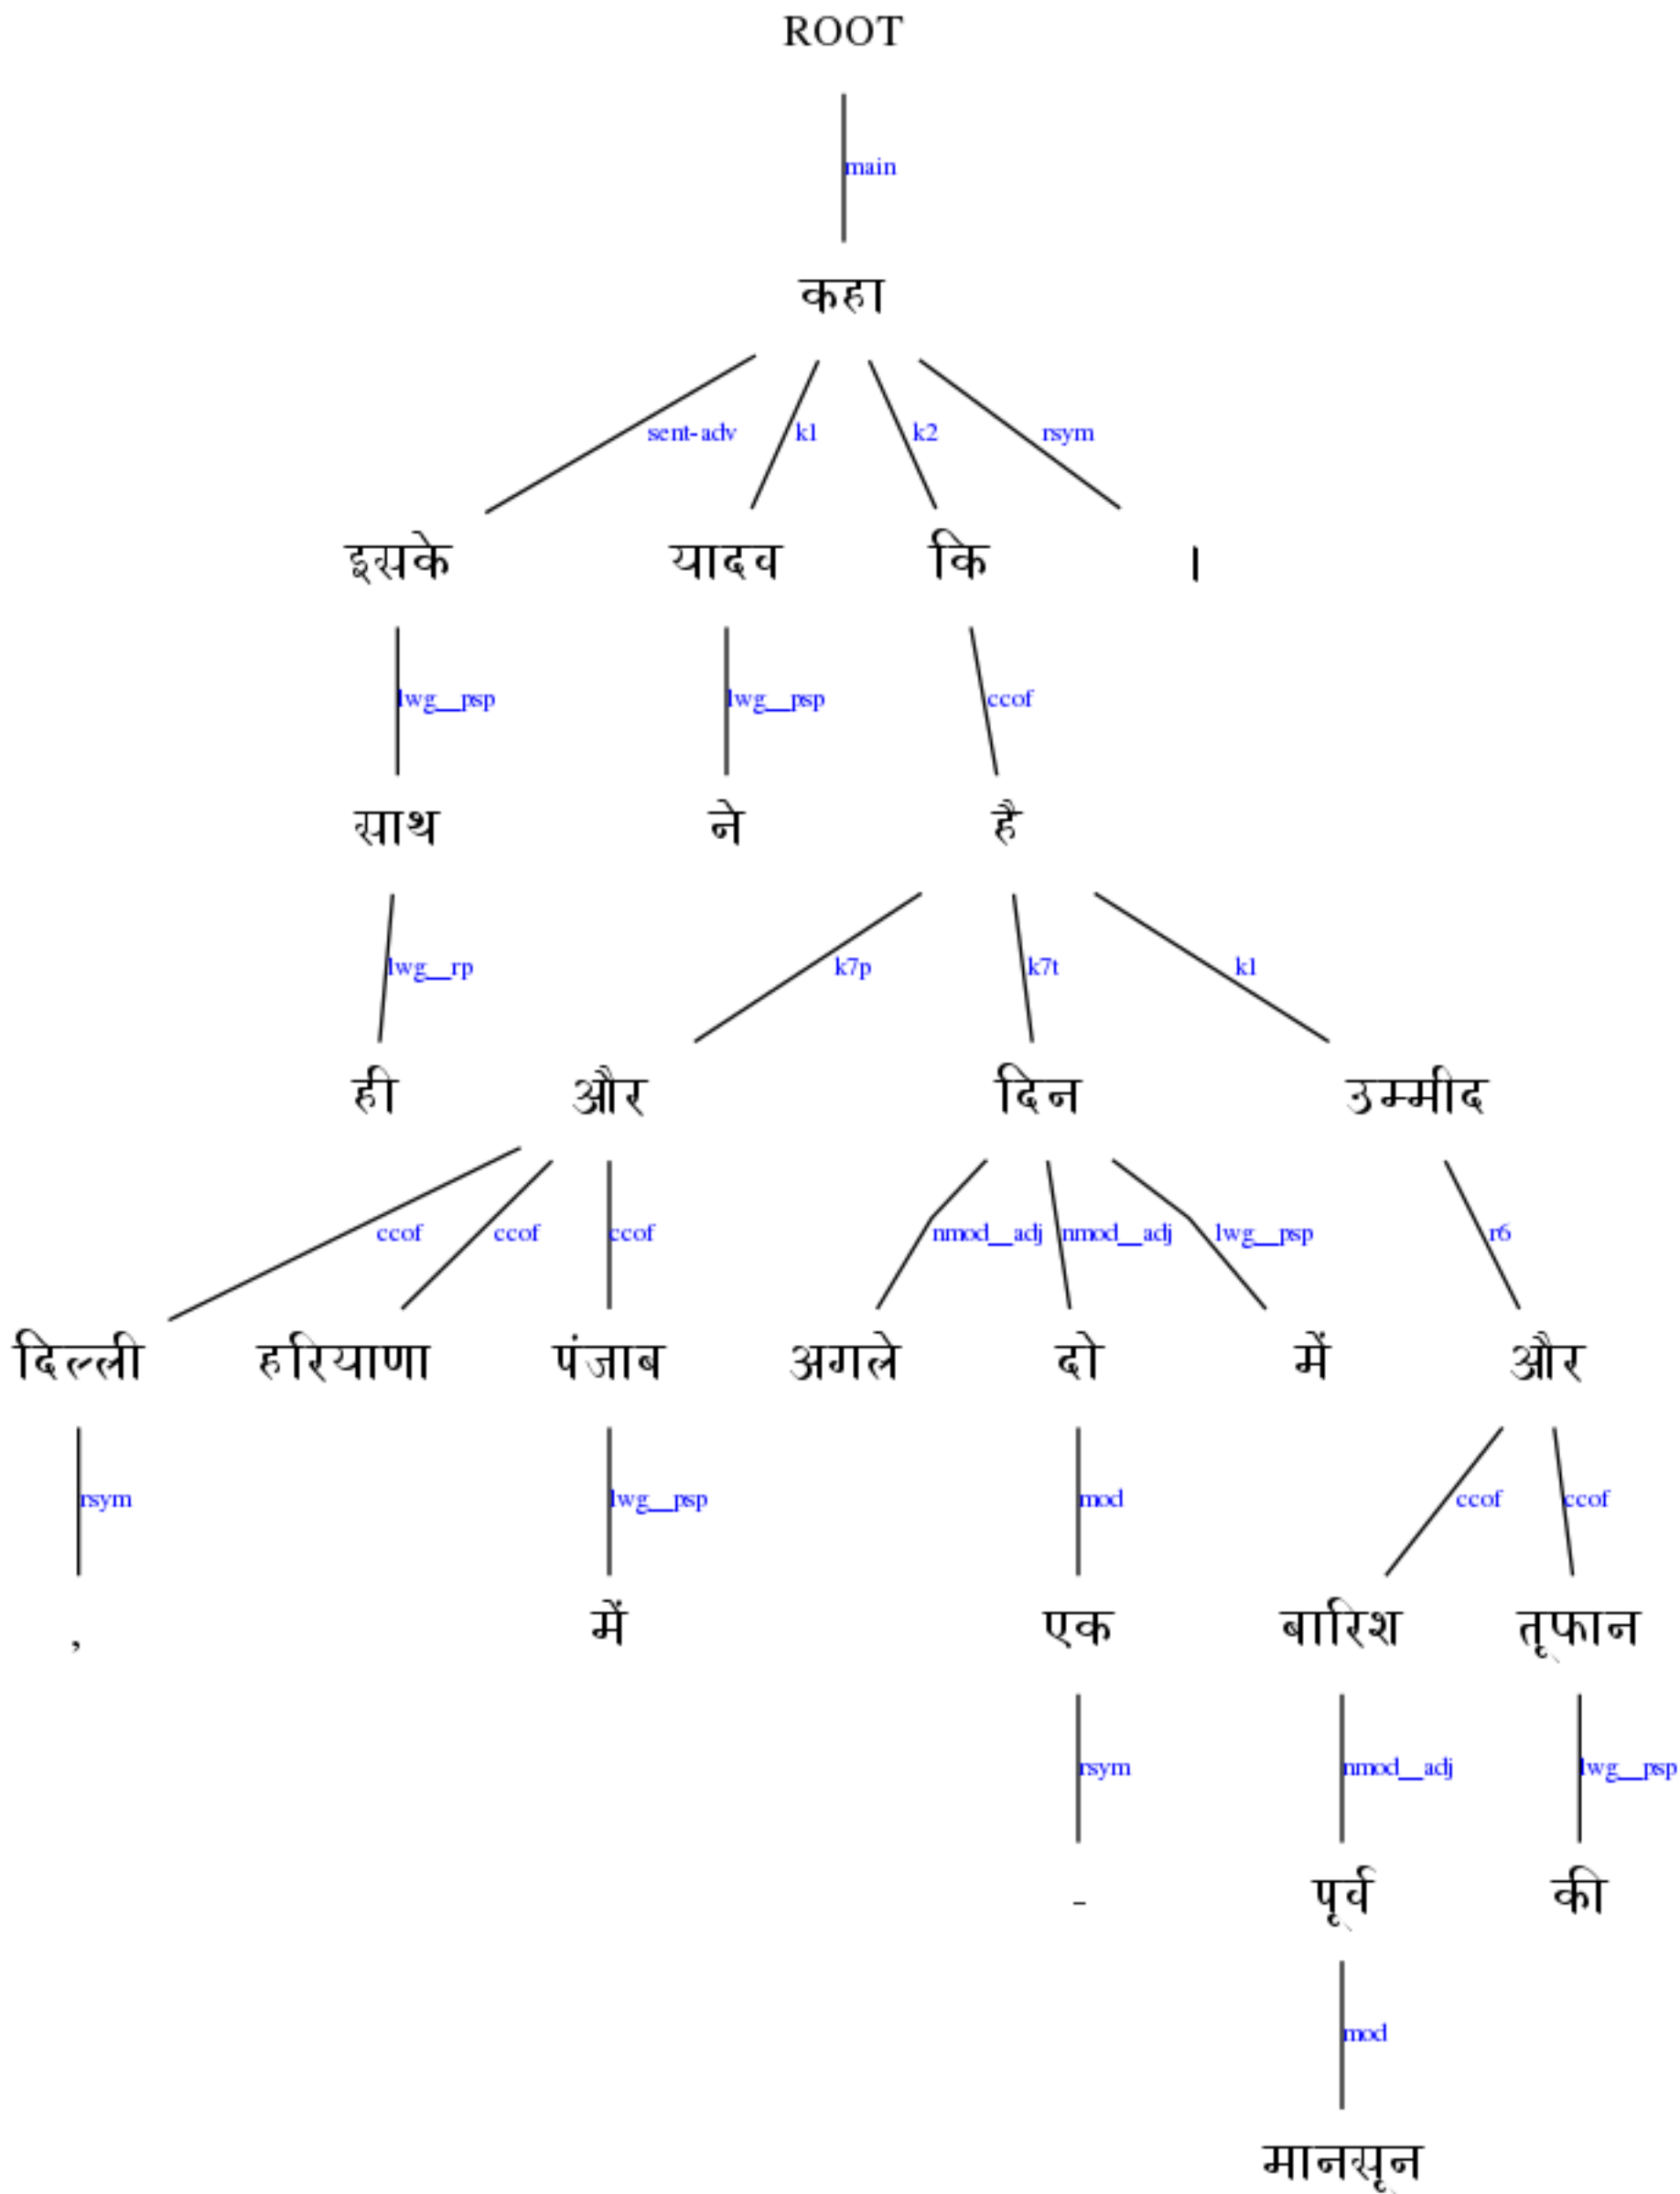 ROOT
main
कहा
sent-adv k1 k2 rsym
इसके यादव कि ।
lwg__psp lwg__psp ccof
साथ ने है
lwg__rp k7p k7t k1
ही और दिन उम्मीद
ccof ccof ccof nmod__adj nmod__adj lwg__psp r6
दिल्ली हरियाणा पंजाब अगले दो में और
rsym lwg__psp mod ccof ccof
, में एक बारिश तूफान
rsym nmod__adj lwg__psp
- पूर्व की
mod
मानसून